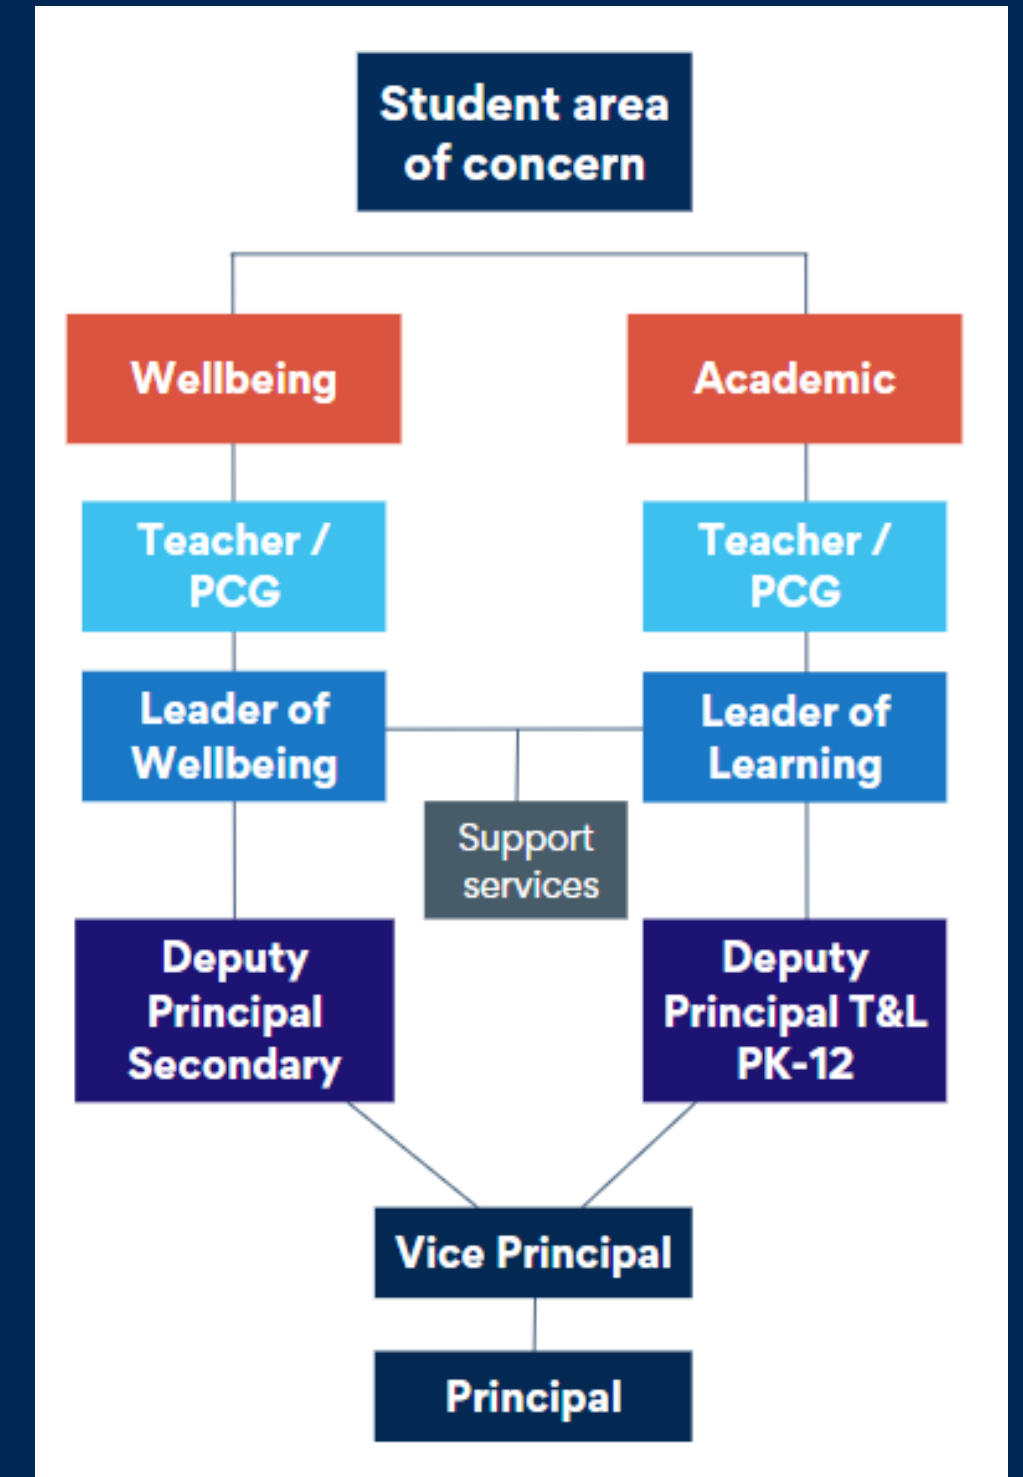 Student area
of concern
Wellbeing
Academic
Teacher /
PCG
Teacher /
PCG
Leader of
Wellbeing
Leader of
Learning
Support
services
Deputy
Principal
Secondary
Deputy
Principal T&L
PK-12
Vice Principal
Principal